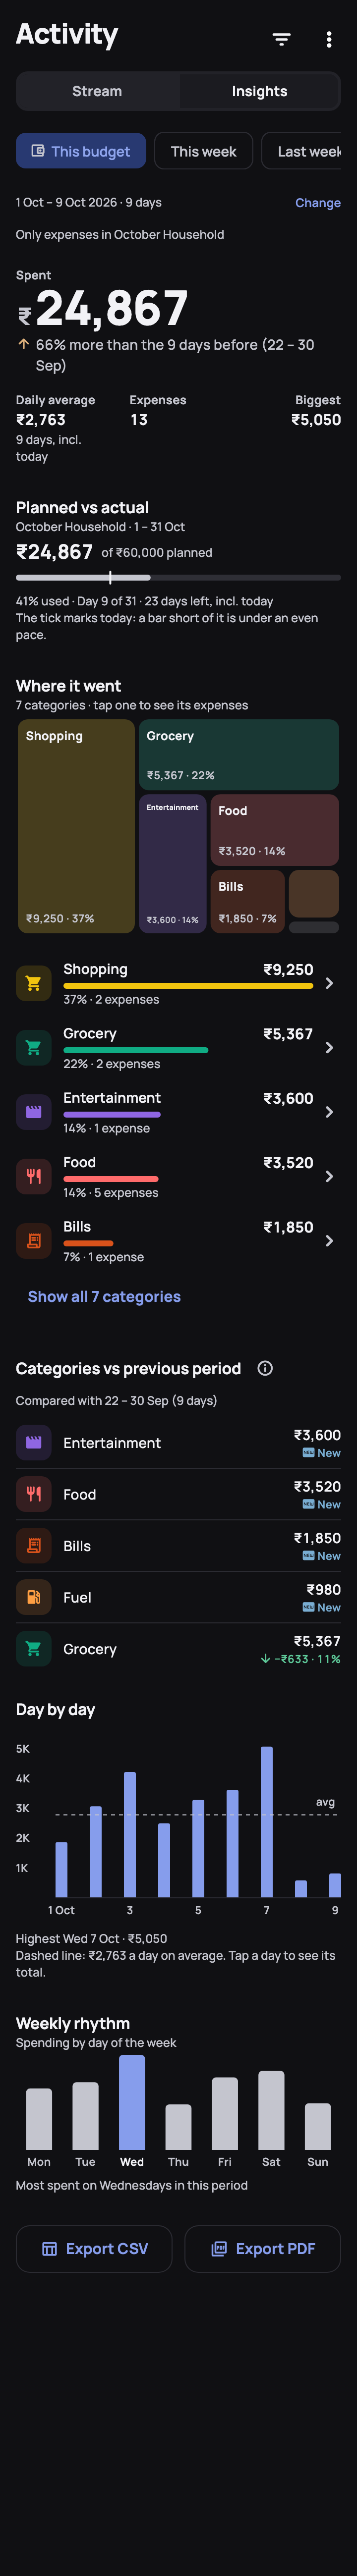 Activity
Stream
Insights
This budget
This week
Last week
1 Oct – 9 Oct 2026 · 9 days
Change
Only expenses in October Household
Spent
₹24,867
66% more than the 9 days before (22 – 30
Sep)
Daily average
Expenses
Biggest
₹2,763
13
₹5,050
9 days, incl.
today
Planned vs actual
October Household · 1 – 31 Oct
₹24,867 of ₹60,000 planned
41% used · Day 9 of 31 · 23 days left, incl. today
The tick marks today: a bar short of it is under an even
pace.
Where it went
7 categories · tap one to see its expenses
Shopping
₹9,250 · 37%
Grocery
₹5,367 · 22%
Entertainment
₹3,600 · 14%
Food
₹3,520 · 14%
Bills
₹1,850 · 7%
Shopping
₹9,250
37% · 2 expenses
Grocery
₹5,367
22% · 2 expenses
Entertainment
₹3,600
14% · 1 expense
Food
₹3,520
14% · 5 expenses
Bills
₹1,850
7% · 1 expense
Show all 7 categories
Categories vs previous period
Compared with 22 – 30 Sep (9 days)
Entertainment
₹3,600
New
Food
₹3,520
New
Bills
₹1,850
New
Fuel
₹980
New
Grocery
₹5,367
−₹633 · 11%
Day by day
5K
4K
3K
2K
1K
avg
1 Oct
3
5
7
9
Highest Wed 7 Oct · ₹5,050
Dashed line: ₹2,763 a day on average. Tap a day to see its
total.
Weekly rhythm
Spending by day of the week
Mon
Tue
Wed
Thu
Fri
Sat
Sun
Most spent on Wednesdays in this period
Export CSV
Export PDF